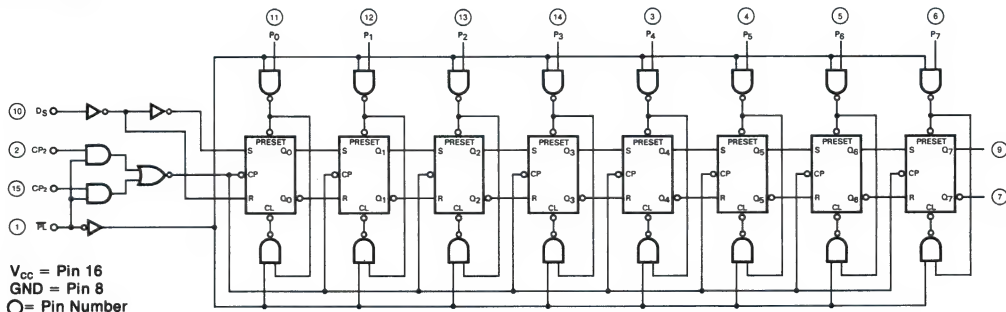 11 12 13 14 3 4 5 6
P0 P1 P2 P3 P4 P5 P6 P7
10 DS
PRESET PRESET PRESET PRESET PRESET PRESET PRESET PRESET
S Q0 S Q1 S Q2 S Q3 S Q4 S Q5 S Q6 S Q7 9
2 CP2
CP CP CP CP CP CP CP CP
15 CP2
R Q0 R Q1 R Q2 R Q3 R Q4 R Q5 R Q6 R Q7 7
CL CL CL CL CL CL CL CL
1 PL
VCC = Pin 16
GND = Pin 8
= Pin Number